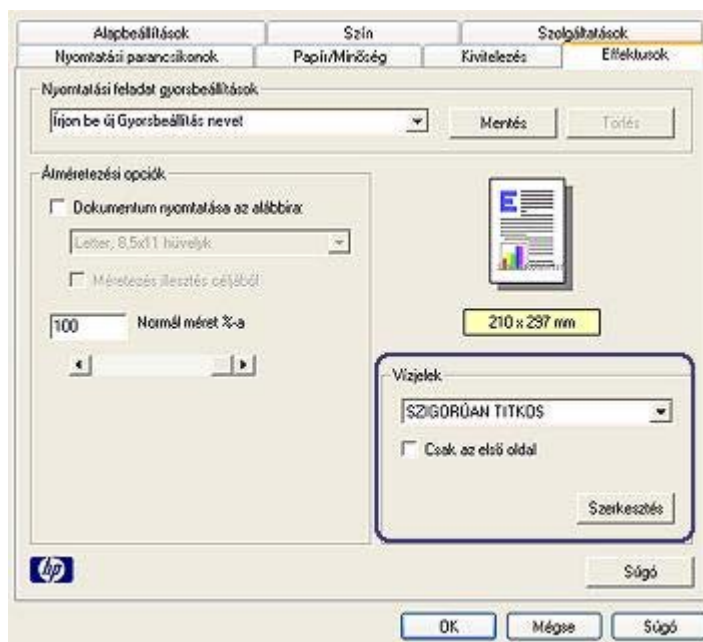 Alapbeállítások Szín Szolgáltatások
Nyomtatási parancsikonok Papír/Minőség Kivitelezés Effektusok
Nyomtatási feladat gyorsbeállítások
Írjon be új Gyorsbeállítás nevet Mentés Törlés
Átméretezési opciók
Dokumentum nyomtatása az alábbira:
Letter, 8,5x11 hüvelyk
Méretezés illesztés céljából
100 Normál méret %-a
E
210 x 297 mm
Vízjelek
SZIGORÚAN TITKOS
Csak az első oldal
Szerkesztés
hp Súgó
OK Mégse Súgó